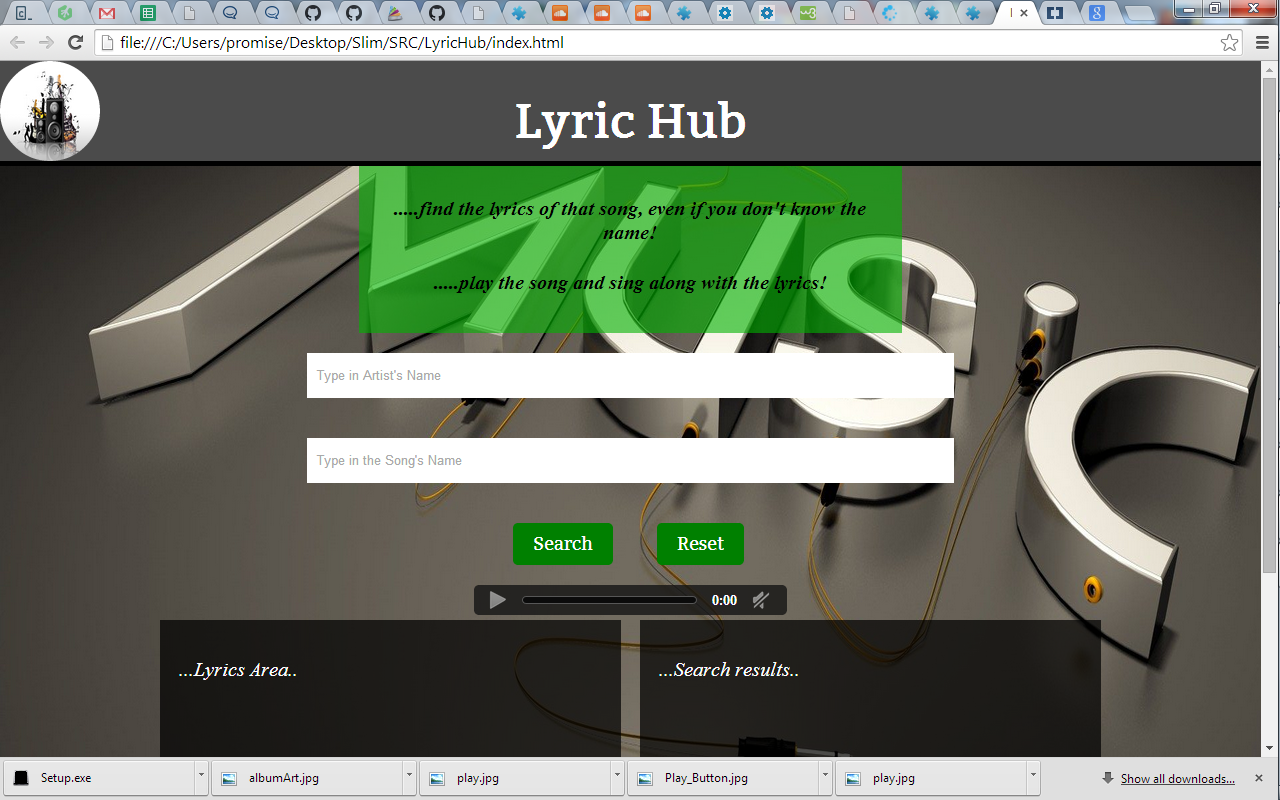 file:///C:/Users/promise/Desktop/Slim/SRC/LyricHub/index.html
Lyric Hub
MUSIC
.....find the lyrics of that song, even if you don't know the
name!
.....play the song and sing along with the lyrics!
Type in Artist's Name
Type in the Song's Name
Search
Reset
0:00
...Lyrics Area..
...Search results..
Setup.exe
albumArt.jpg
play.jpg
Play_Button.jpg
play.jpg
Show all downloads...